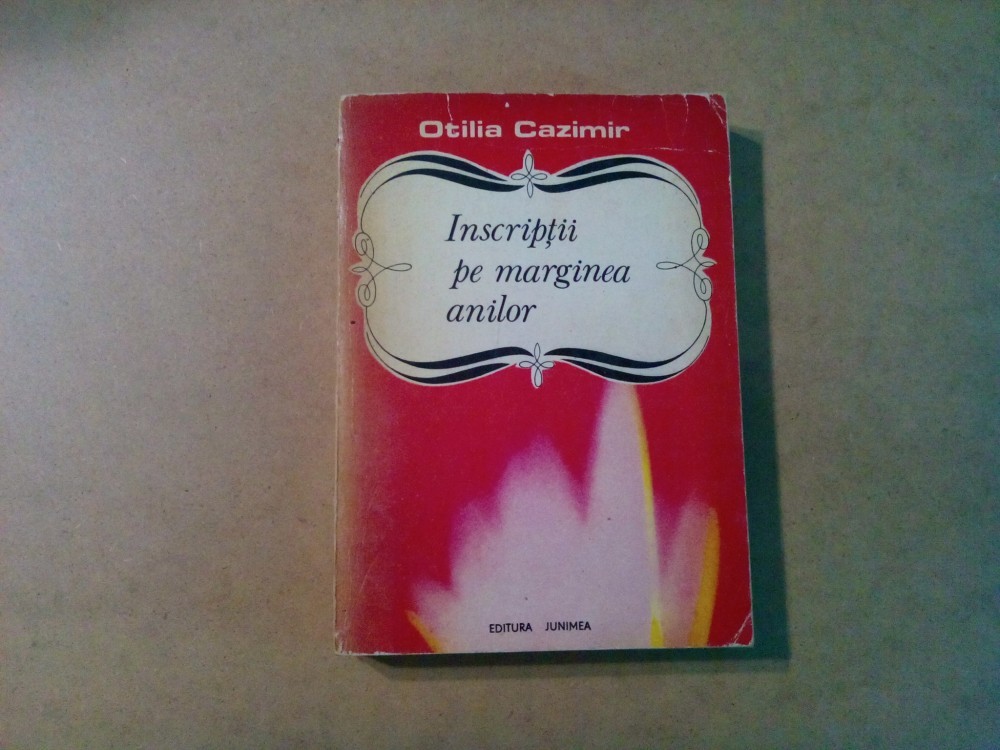 Otilia Cazimir
Inscripții
pe marginea
anilor
EDITURA JUNIMEA